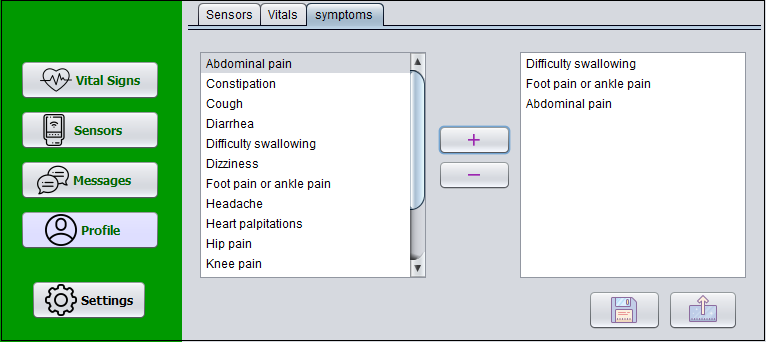 Sensors Vitals symptoms
Vital Signs
Sensors
Messages
Profile
Settings
Abdominal pain
Constipation
Cough
Diarrhea
Difficulty swallowing
Dizziness
Foot pain or ankle pain
Headache
Heart palpitations
Hip pain
Knee pain
+
−
Difficulty swallowing
Foot pain or ankle pain
Abdominal pain